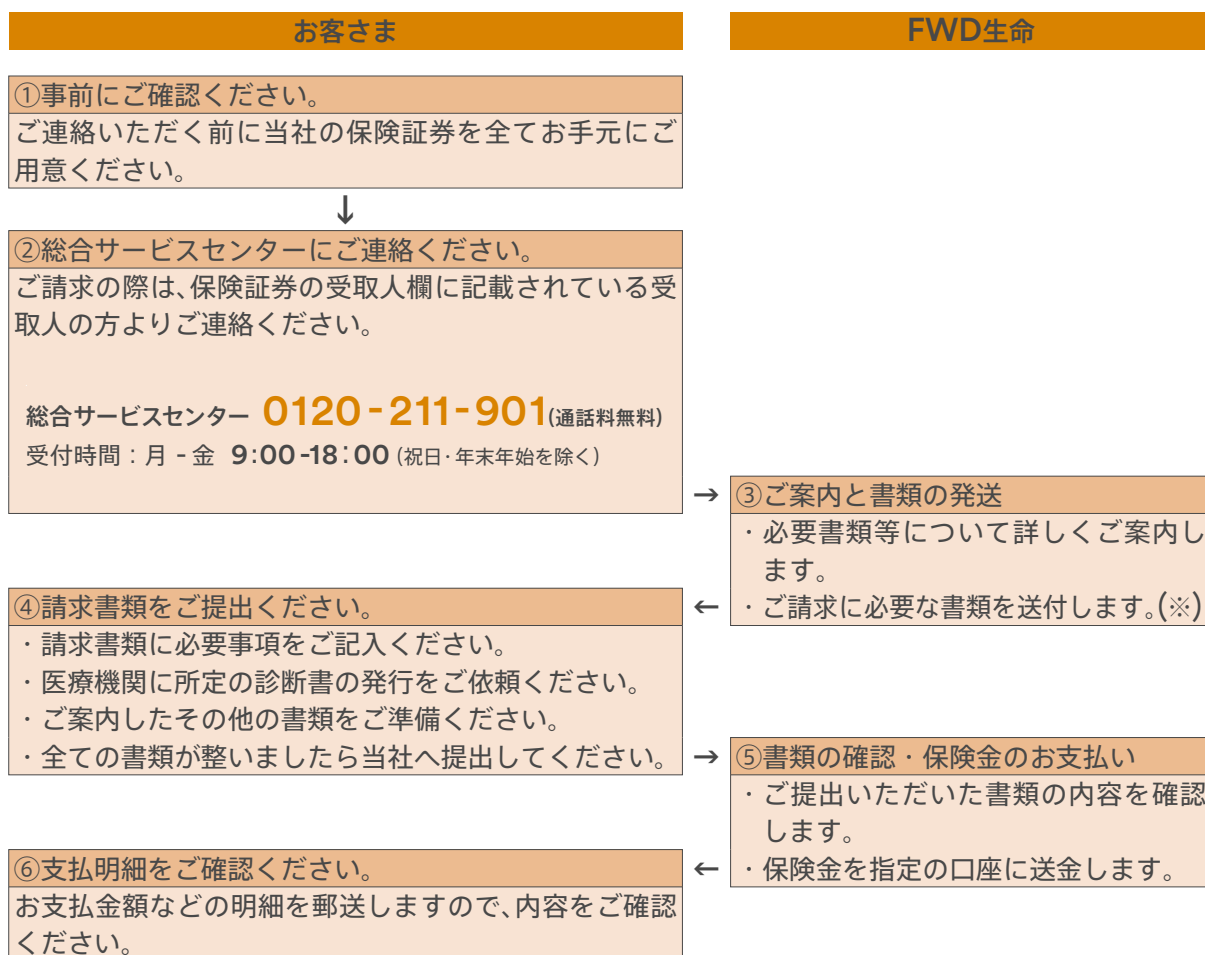 お客さま
FWD生命
①事前にご確認ください。
ご連絡いただく前に当社の保険証券を全てお手元にご
用意ください。
↓
②総合サービスセンターにご連絡ください。
ご請求の際は、保険証券の受取人欄に記載されている受
取人の方よりご連絡ください。
総合サービスセンター 0120-211-901(通話料無料)
受付時間：月 - 金 9:00-18:00 (祝日・年末年始を除く)
→
③ご案内と書類の発送
・必要書類等について詳しくご案内し
ます。
・ご請求に必要な書類を送付します。(※)
←
④請求書類をご提出ください。
・請求書類に必要事項をご記入ください。
・医療機関に所定の診断書の発行をご依頼ください。
・ご案内したその他の書類をご準備ください。
・全ての書類が整いましたら当社へ提出してください。
→
⑤書類の確認・保険金のお支払い
・ご提出いただいた書類の内容を確認
します。
・保険金を指定の口座に送金します。
←
⑥支払明細をご確認ください。
お支払金額などの明細を郵送しますので、内容をご確認
ください。